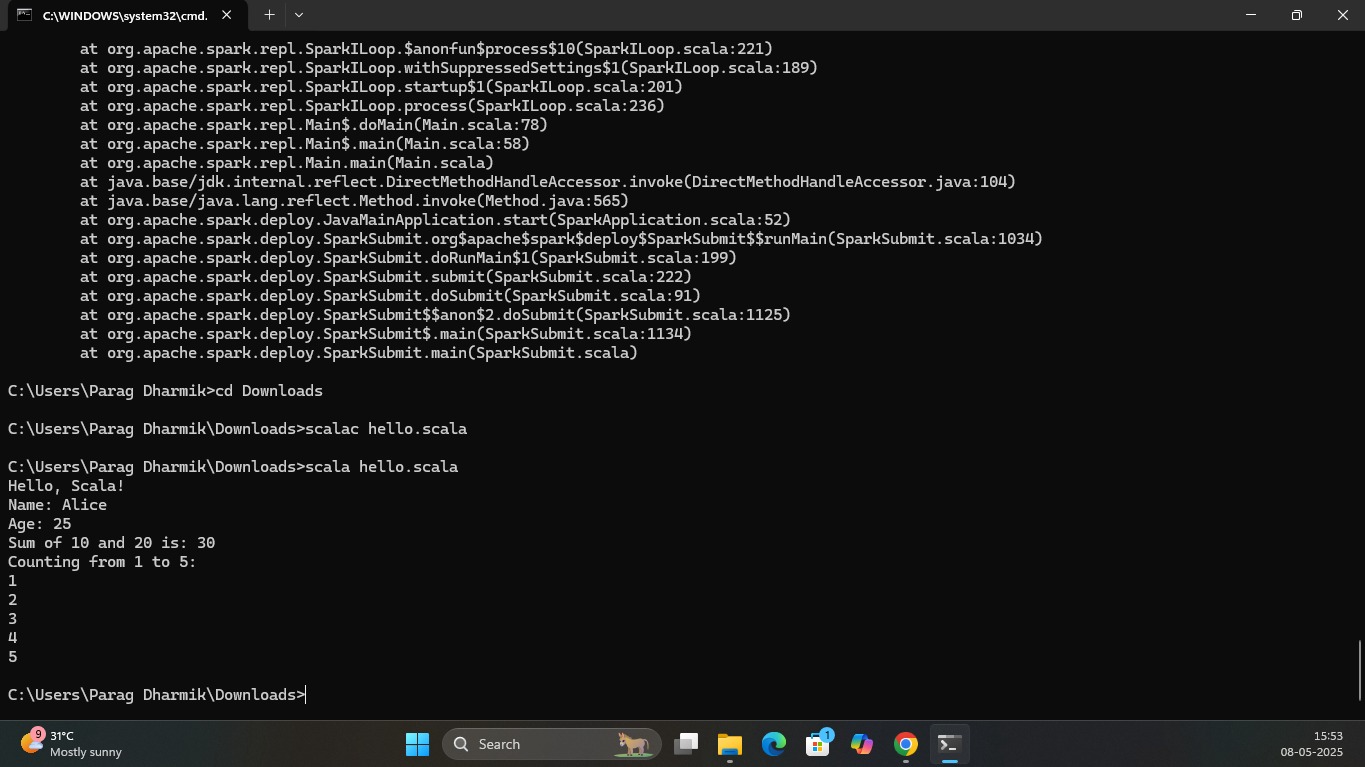 C:\WINDOWS\system32\cmd.
at org.apache.spark.repl.SparkILoop.$anonfun$process$10(SparkILoop.scala:221)
at org.apache.spark.repl.SparkILoop.withSuppressedSettings$1(SparkILoop.scala:189)
at org.apache.spark.repl.SparkILoop.startup$1(SparkILoop.scala:201)
at org.apache.spark.repl.SparkILoop.process(SparkILoop.scala:236)
at org.apache.spark.repl.Main$.doMain(Main.scala:78)
at org.apache.spark.repl.Main$.main(Main.scala:58)
at org.apache.spark.repl.Main.main(Main.scala)
at java.base/jdk.internal.reflect.DirectMethodHandleAccessor.invoke(DirectMethodHandleAccessor.java:104)
at java.base/java.lang.reflect.Method.invoke(Method.java:565)
at org.apache.spark.deploy.JavaMainApplication.start(SparkApplication.scala:52)
at org.apache.spark.deploy.SparkSubmit.org$apache$spark$deploy$SparkSubmit$$runMain(SparkSubmit.scala:1034)
at org.apache.spark.deploy.SparkSubmit.doRunMain$1(SparkSubmit.scala:199)
at org.apache.spark.deploy.SparkSubmit.submit(SparkSubmit.scala:222)
at org.apache.spark.deploy.SparkSubmit.doSubmit(SparkSubmit.scala:91)
at org.apache.spark.deploy.SparkSubmit$$anon$2.doSubmit(SparkSubmit.scala:1125)
at org.apache.spark.deploy.SparkSubmit$.main(SparkSubmit.scala:1134)
at org.apache.spark.deploy.SparkSubmit.main(SparkSubmit.scala)
C:\Users\Parag Dharmik>cd Downloads
C:\Users\Parag Dharmik\Downloads>scalac hello.scala
C:\Users\Parag Dharmik\Downloads>scala hello.scala
Hello, Scala!
Name: Alice
Age: 25
Sum of 10 and 20 is: 30
Counting from 1 to 5:
1
2
3
4
5
C:\Users\Parag Dharmik\Downloads>
9
31°C
Mostly sunny
Search
1
15:53
08-05-2025